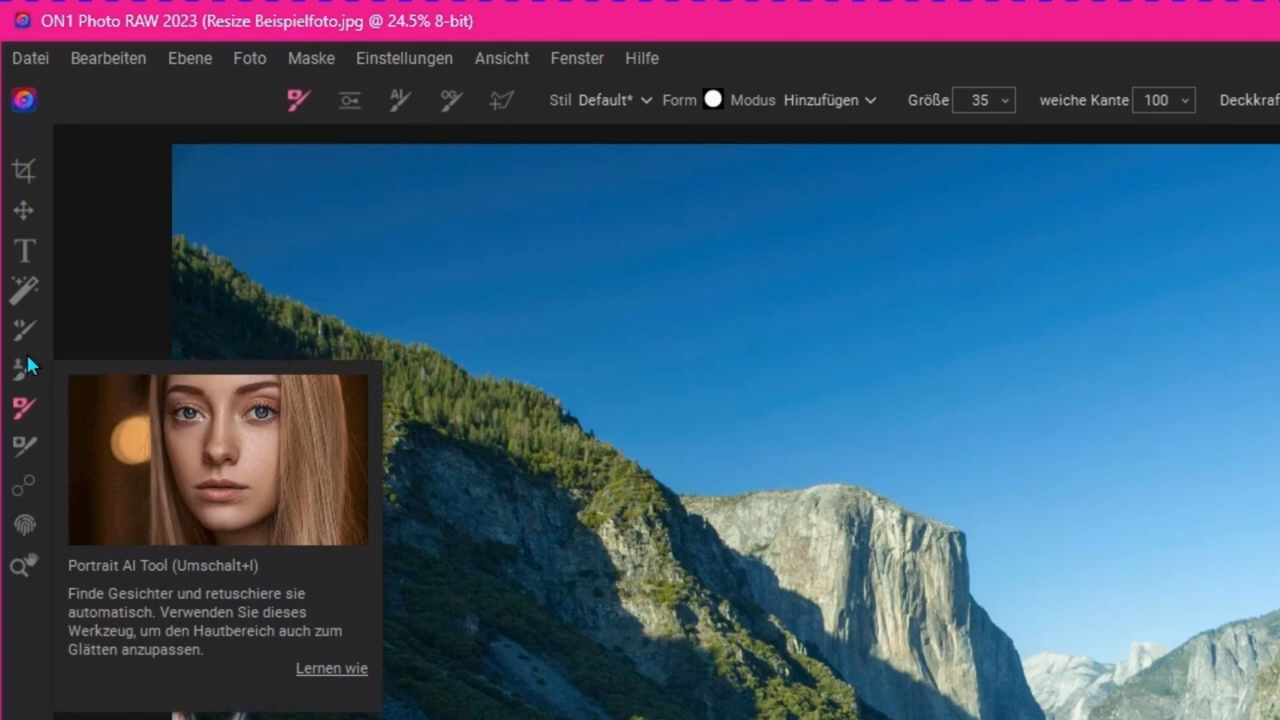 ON1 Photo RAW 2023 (Resize Beispielfoto.jpg @ 24.5% 8-bit)
Datei Bearbeiten Ebene Foto Maske Einstellungen Ansicht Fenster Hilfe
AI OG Stil Default* Form Modus Hinzufügen Größe 35 weiche Kante 100 Deckkraf
T
Portrait AI Tool (Umschalt+I)
Finde Gesichter und retuschiere sie
automatisch. Verwenden Sie dieses
Werkzeug, um den Hautbereich auch zum
Glätten anzupassen.
Lernen wie